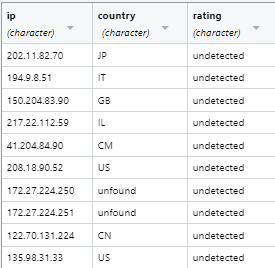 ip country rating
(character) (character) (character)
202.11.82.70 JP undetected
194.9.8.51 IT undetected
150.204.83.90 GB undetected
217.22.112.59 IL undetected
41.204.84.90 CM undetected
208.18.90.52 US undetected
172.27.224.250 unfound undetected
172.27.224.251 unfound undetected
122.70.131.224 CN undetected
135.98.31.33 US undetected